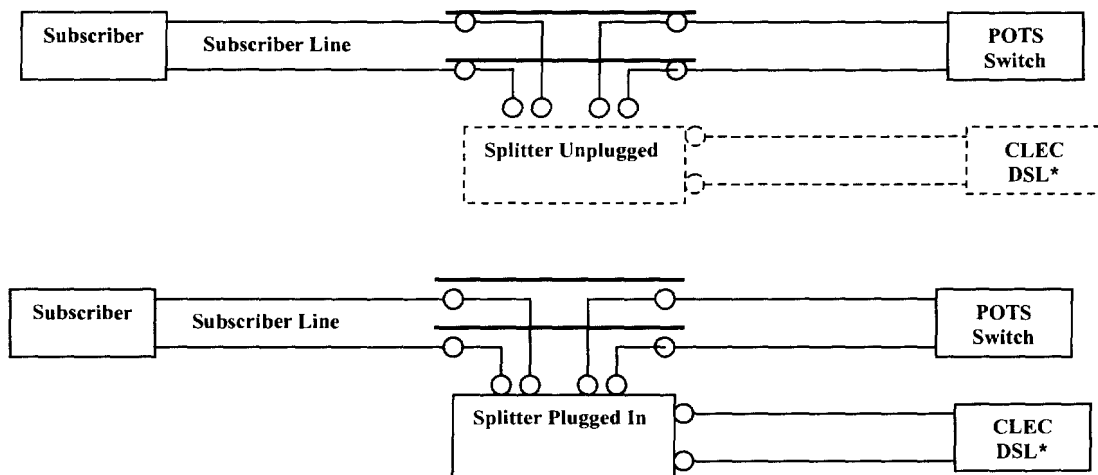 Subscriber
Subscriber Line
POTS
Switch
Splitter Unplugged
CLEC
DSL*
Subscriber
Subscriber Line
POTS
Switch
Splitter Plugged In
CLEC
DSL*